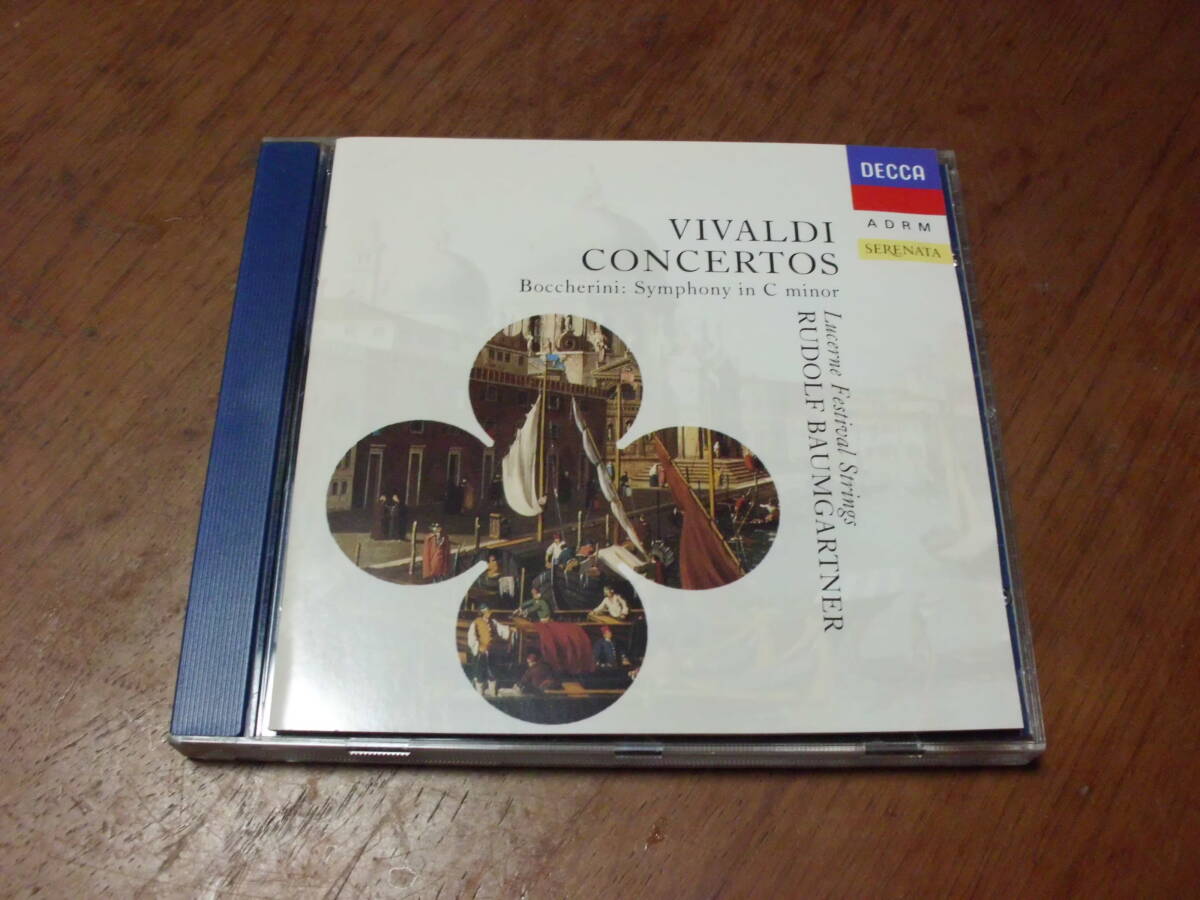 DECCA
ADRM
SERENATA
VIVALDI
CONCERTOS
Boccherini: Symphony in C minor
Lucerne Festival Strings
RUDOLF BAUMGARTNER